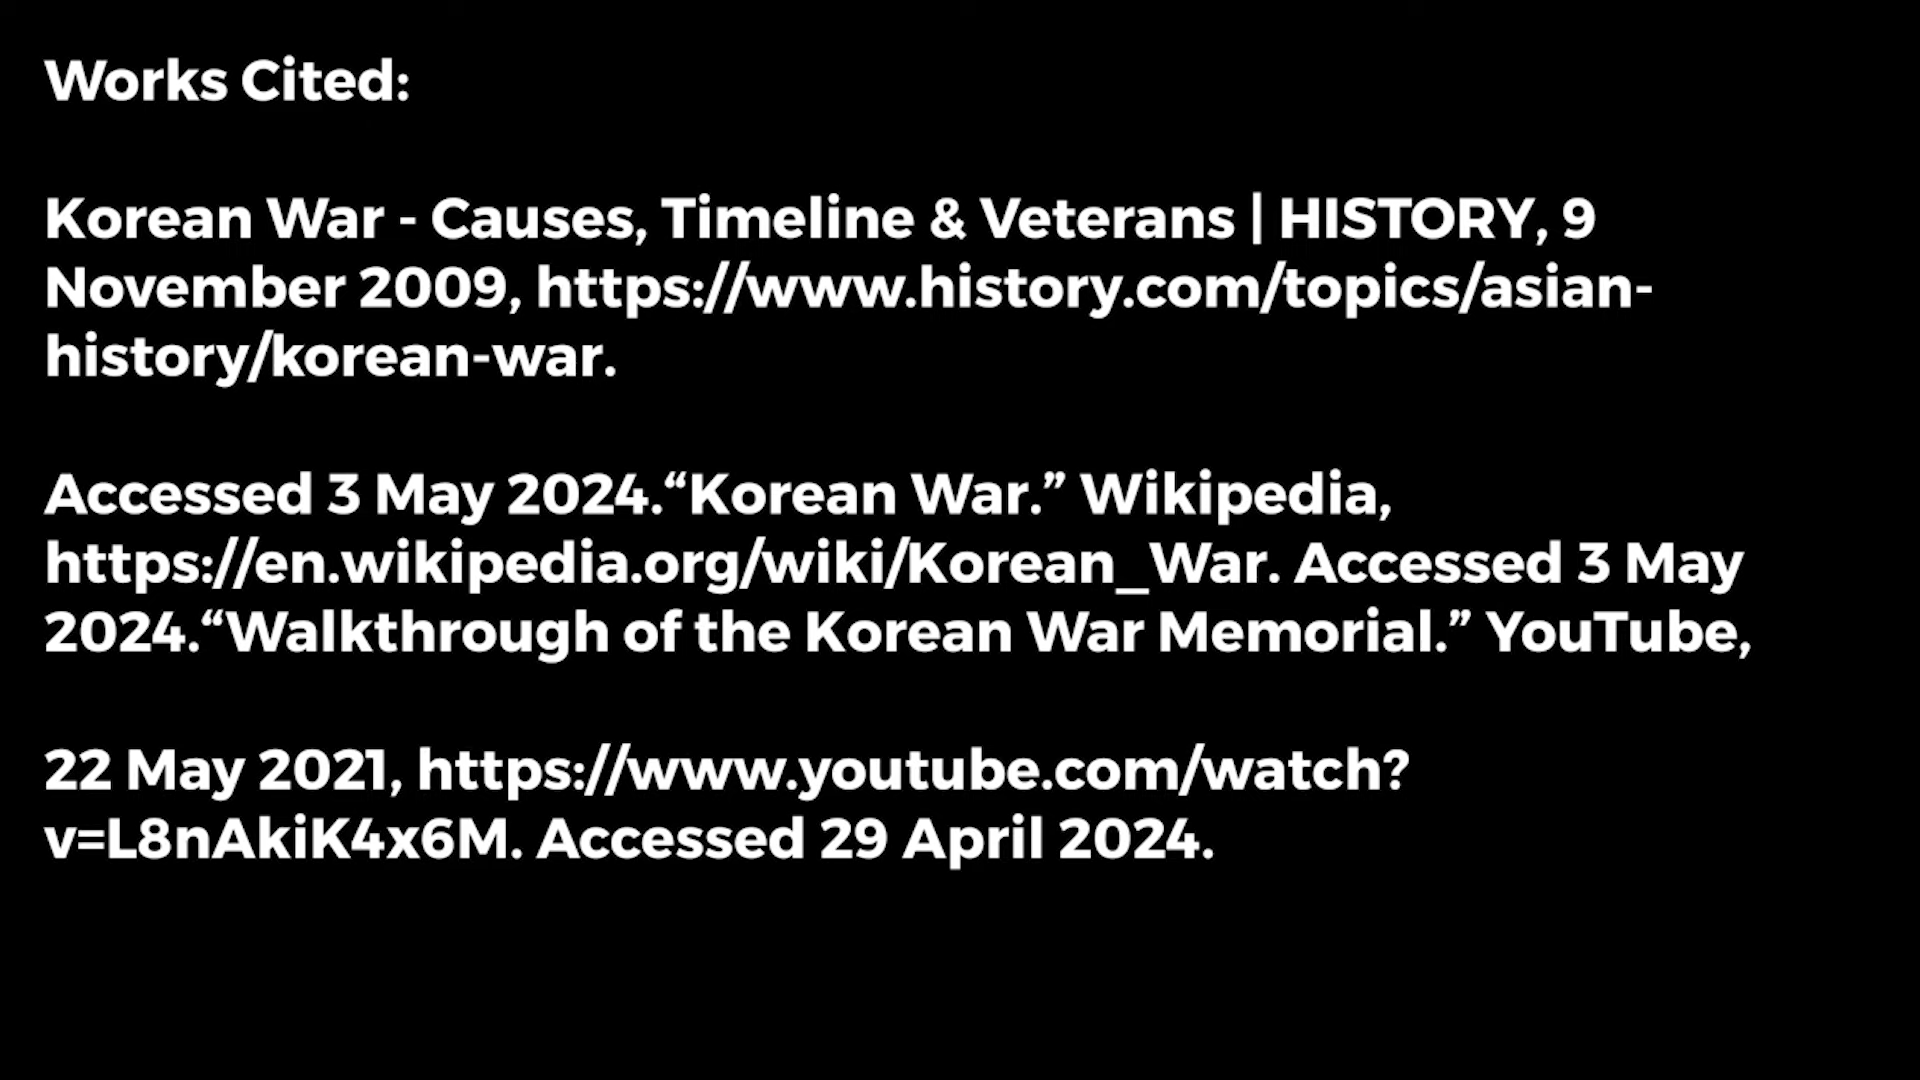 Works Cited:
Korean War - Causes, Timeline & Veterans | HISTORY, 9
November 2009, https://www.history.com/topics/asian-
history/korean-war.
Accessed 3 May 2024.“Korean War.” Wikipedia,
https://en.wikipedia.org/wiki/Korean_War. Accessed 3 May
2024.“Walkthrough of the Korean War Memorial.” YouTube,
22 May 2021, https://www.youtube.com/watch?
v=L8nAkiK4x6M. Accessed 29 April 2024.